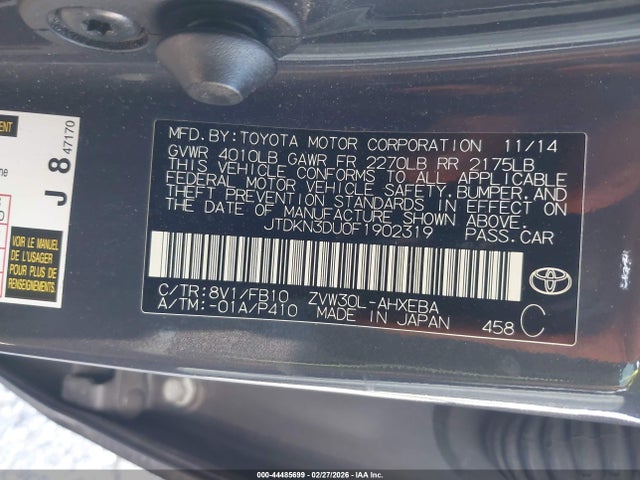 MFD. BY: TOYOTA MOTOR CORPORATION 11/14
GVWR 4010LB GAWR FR 2270LB RR 2175LB
THIS VEHICLE CONFORMS TO ALL APPLICABLE
FEDERAL MOTOR VEHICLE SAFETY, BUMPER, AND
THEFT PREVENTION STANDARDS IN EFFECT ON
THE DATE OF MANUFACTURE SHOWN ABOVE.
JTDKN3DU0F1902319 PASS.CAR
C/TR:8V1/FB10 ZVW30L-AHXEBA
A/TM:-01A/P410 MADE IN JAPAN 458 C
J 8 47170
VOIR LE MANUEL
DE L'USAGER
POUR PLUS DE
RENSEIGNEMENTS
000-44485699 02/27/2026 - IAA Inc.